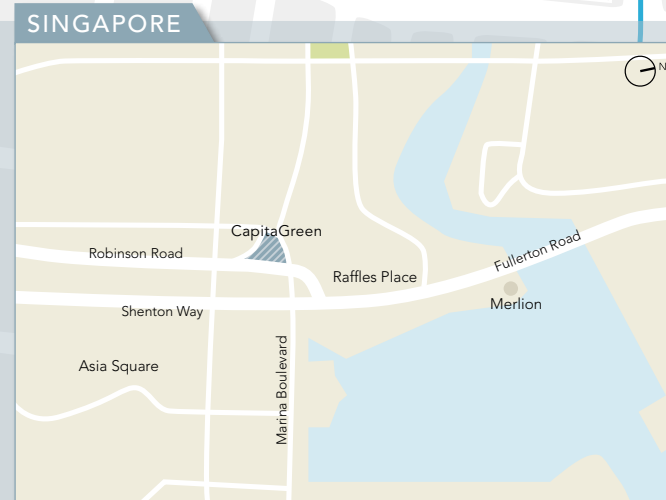 SINGAPORE
N
CapitaGreen
Robinson Road
Fullerton Road
Raffles Place
Merlion
Shenton Way
Asia Square
Marina Boulevard